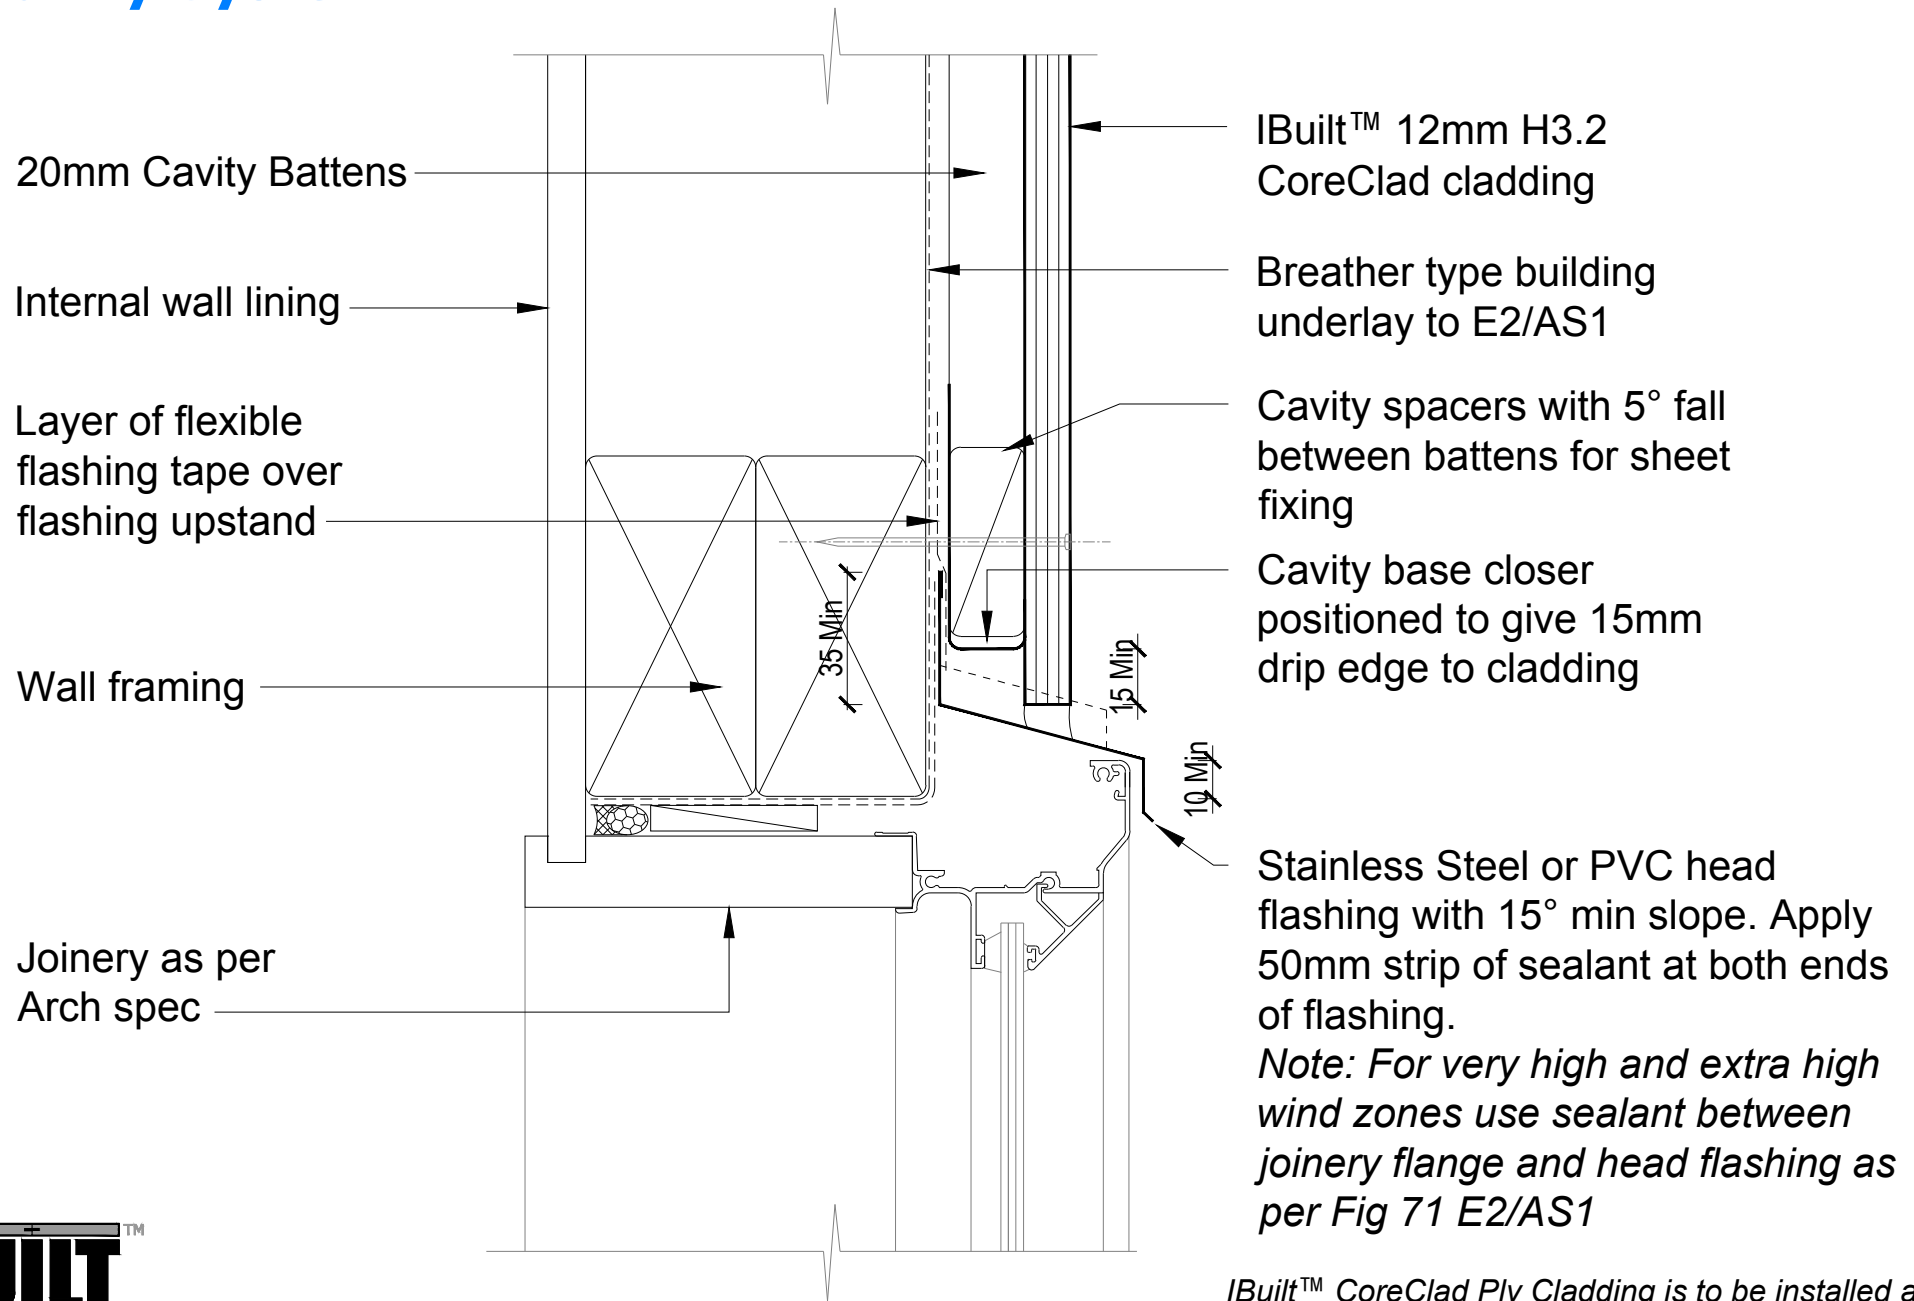 20mm Cavity Battens
Internal wall lining
Layer of flexible
flashing tape over
flashing upstand
Wall framing
Joinery as per
Arch spec
35 Min
15 Min
10 Min
IBuilt™ 12mm H3.2
CoreClad cladding
Breather type building
underlay to E2/AS1
Cavity spacers with 5° fall
between battens for sheet
fixing
Cavity base closer
positioned to give 15mm
drip edge to cladding
Stainless Steel or PVC head
flashing with 15° min slope. Apply
50mm strip of sealant at both ends
of flashing.
Note: For very high and extra high
wind zones use sealant between
joinery flange and head flashing as
per Fig 71 E2/AS1
TM
IBuilt™ CoreClad Ply Cladding is to be installed